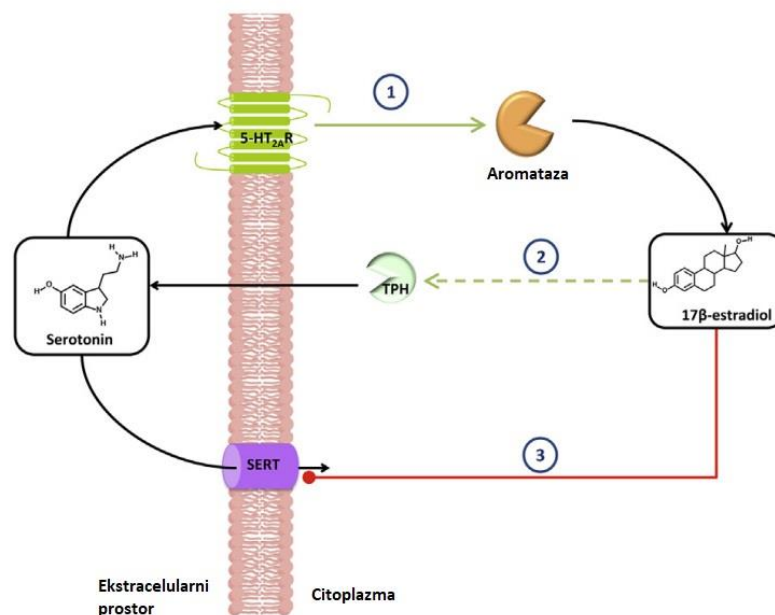 1
5-HT2AR
Aromataza
H
H N
H O
N
H
Serotonin
TPH
2
O H
H O
17β-estradiol
SERT
3
Ekstracelularni
prostor
Citoplazma